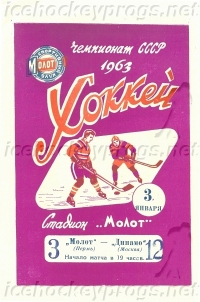 icehockeyprops.net
МОЛОТ
Чемпионат СССР
1963
Хоккей
3
ЯНВАРЯ
Стадион „Молот"
3 „Молот" — „Динамо" 12
(Пермь) (Москва)
Начало матча в 19 часов